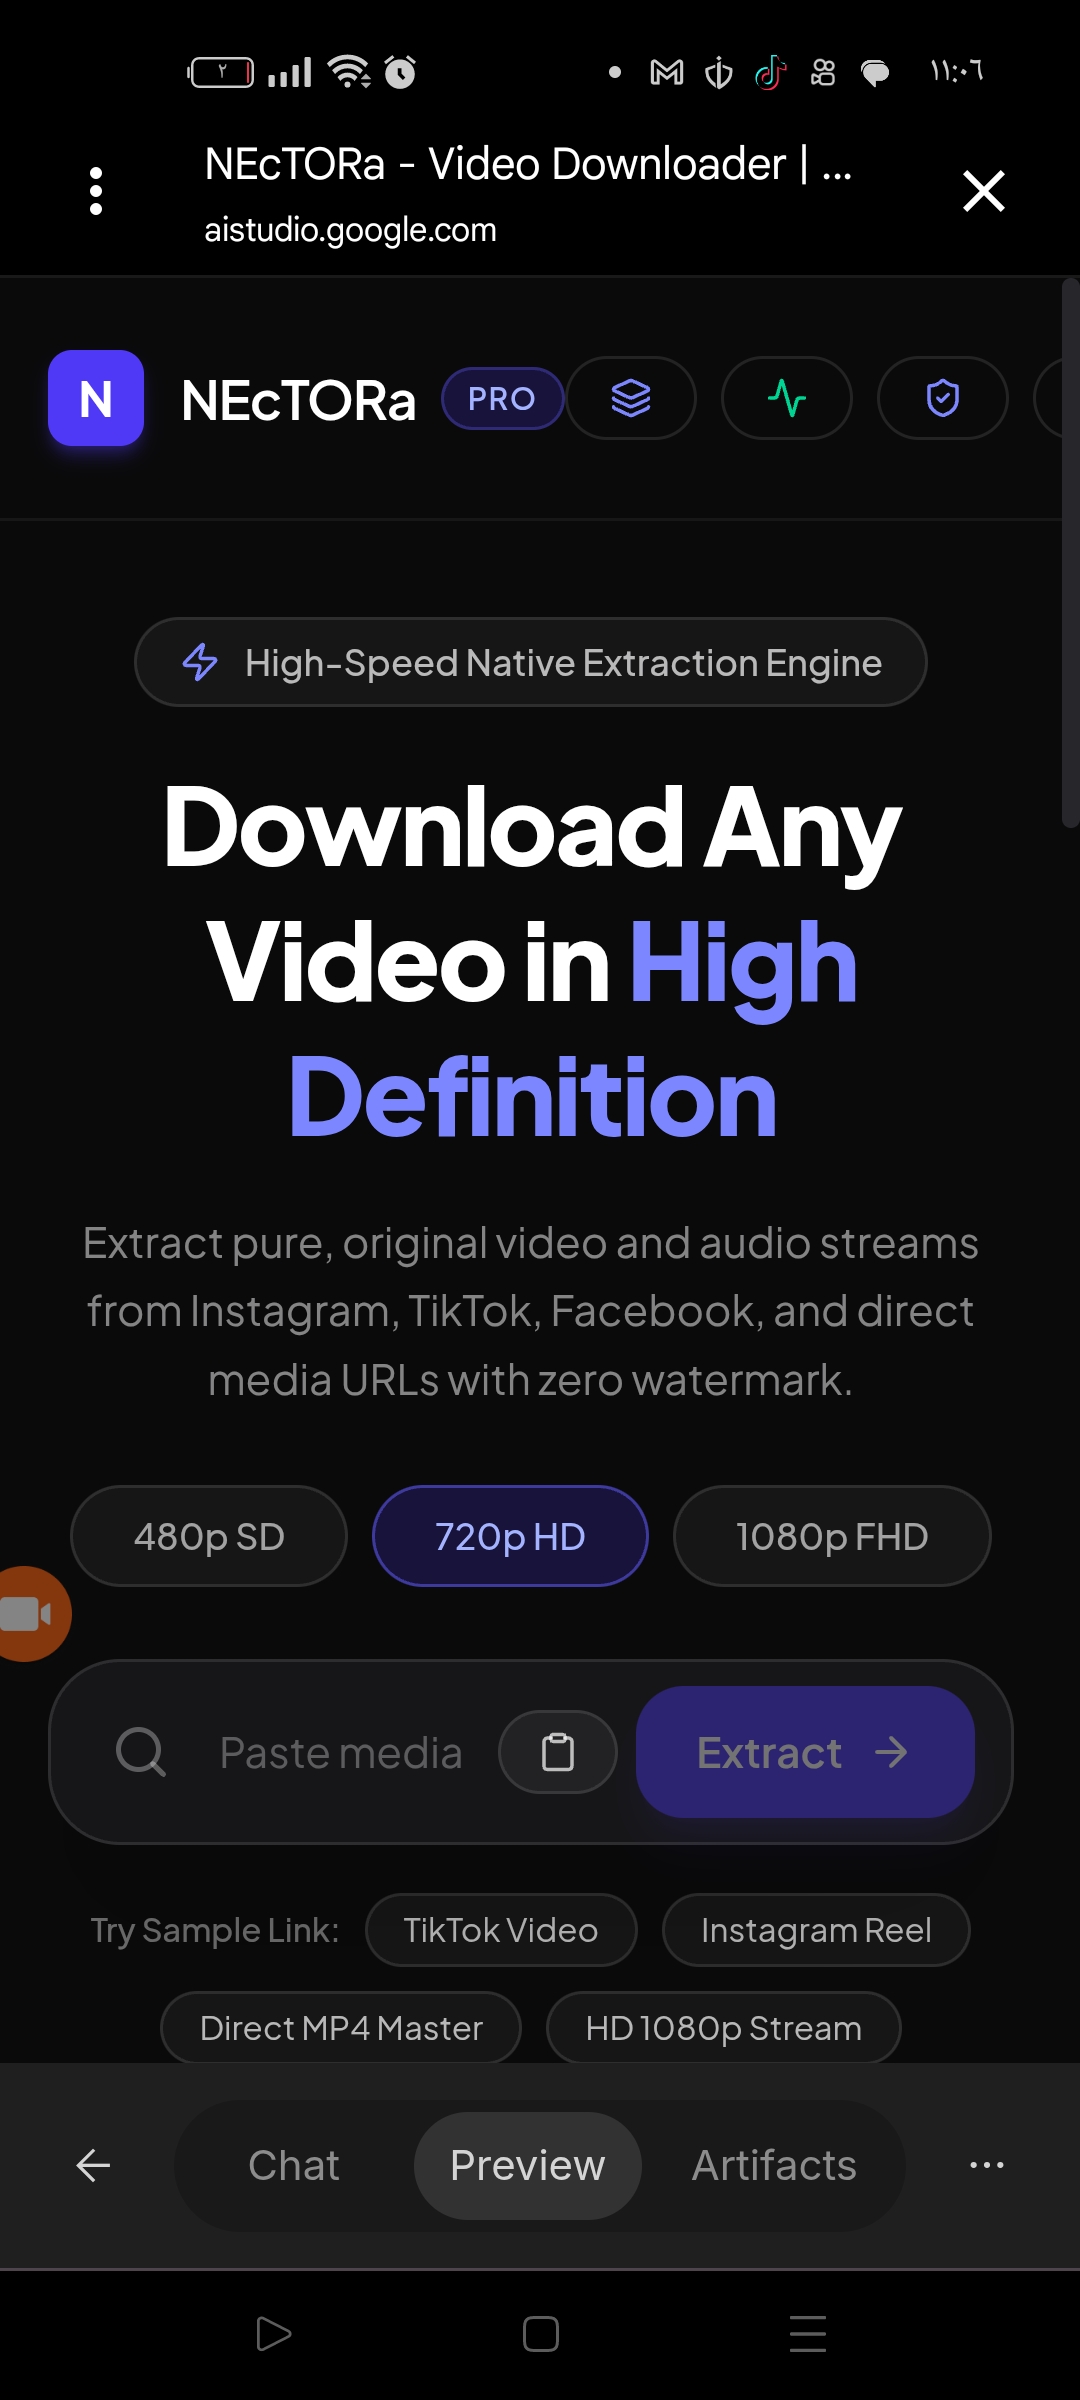 ٢
١١:٠٦
NEcTORa - Video Downloader | ...
aistudio.google.com
N
NEcTORa
PRO
High-Speed Native Extraction Engine
Download Any
Video in High
Definition
Extract pure, original video and audio streams
from Instagram, TikTok, Facebook, and direct
media URLs with zero watermark.
480p SD
720p HD
1080p FHD
Paste media
Extract
Try Sample Link:
TikTok Video
Instagram Reel
Direct MP4 Master
HD 1080p Stream
Chat
Preview
Artifacts